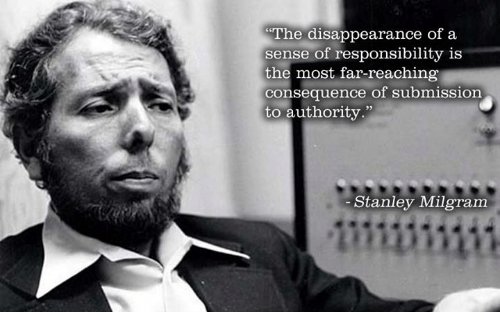 “The disappearance of a
sense of responsibility is
the most far-reaching
consequence of submission
to authority.”
- Stanley Milgram